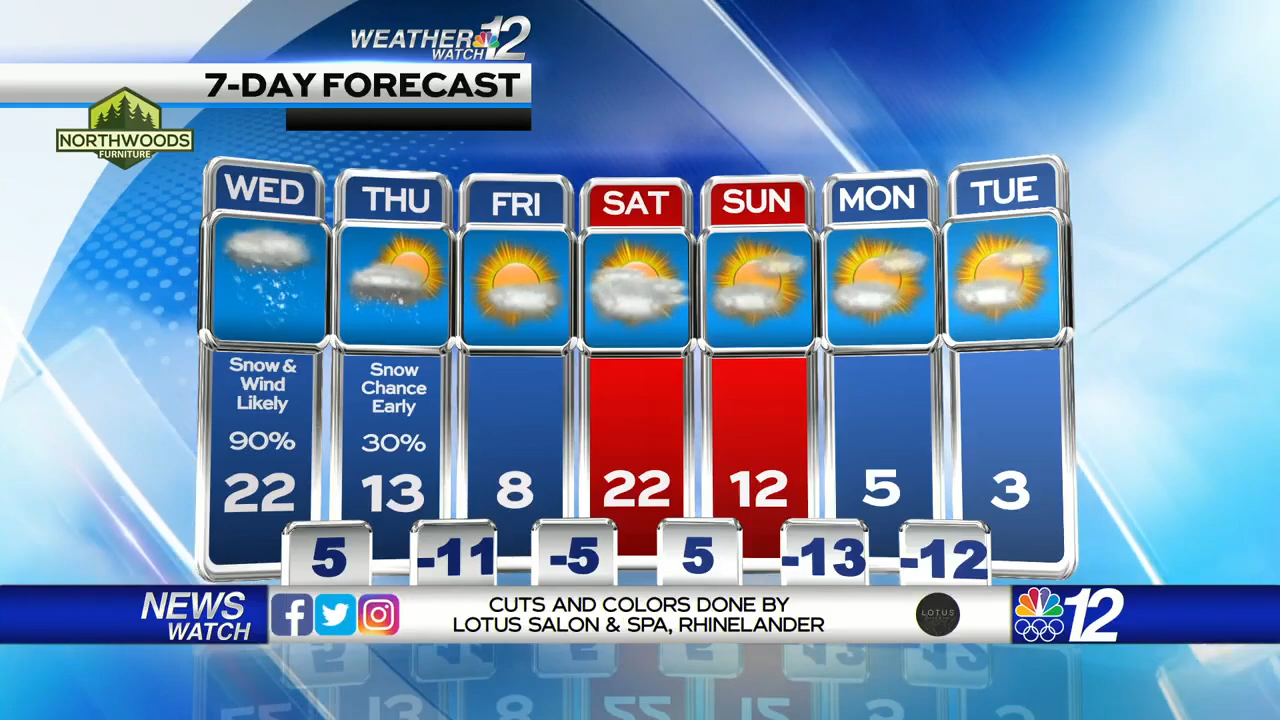 WEATHER 12
WATCH
7-DAY FORECAST
NORTHWOODS
FURNITURE
WED THU FRI SAT SUN MON TUE
Snow & Wind Likely
Snow Chance Early
90% 30%
22 13 8 22 12 5 3
5 -11 -5 5 -13 -12
NEWS
WATCH
CUTS AND COLORS DONE BY
LOTUS SALON & SPA, RHINELANDER
LOTUS
12